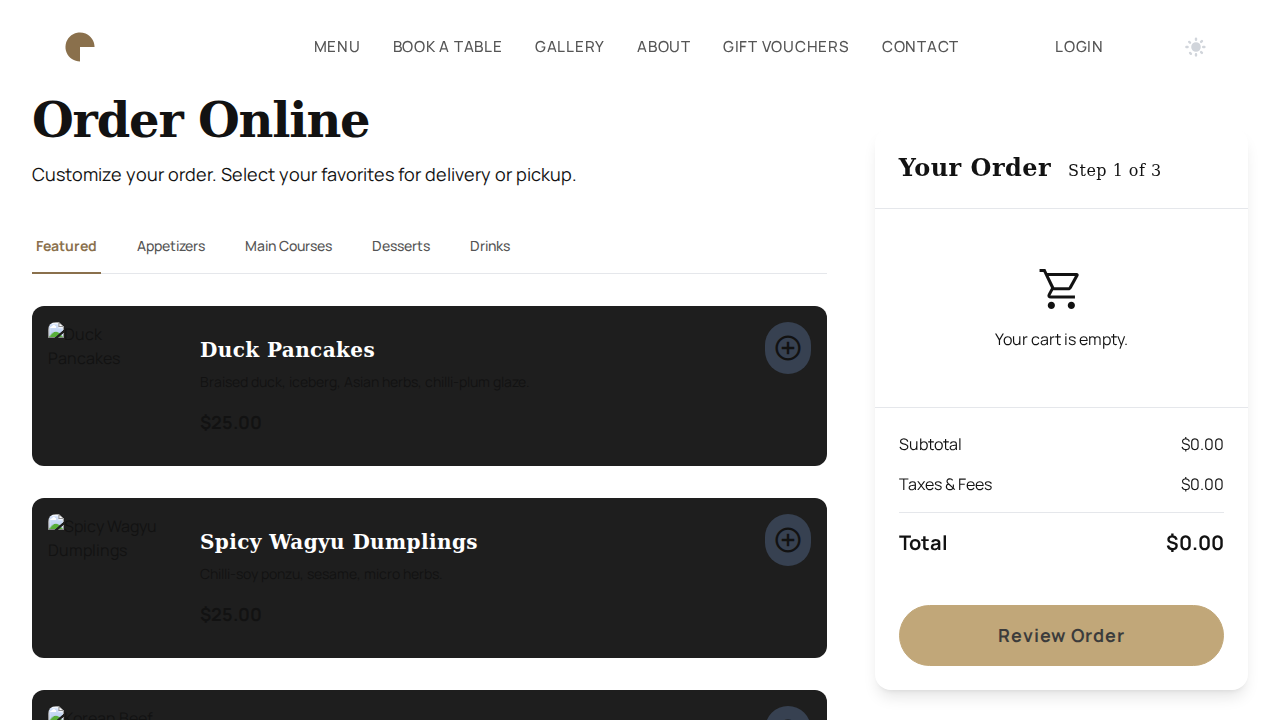 MENU BOOK A TABLE GALLERY ABOUT GIFT VOUCHERS CONTACT LOGIN
Order Online
Customize your order. Select your favorites for delivery or pickup.
Featured Appetizers Main Courses Desserts Drinks
Duck
Pancakes
Duck Pancakes
Braised duck, iceberg, Asian herbs, chilli-plum glaze.
$25.00
Spicy Wagyu
Dumplings
Spicy Wagyu Dumplings
Chilli-soy ponzu, sesame, micro herbs
$25.00
Korean Beef
Your Order Step 1 of 3
Your cart is empty.
Subtotal $0.00
Taxes & Fees $0.00
Total $0.00
Review Order